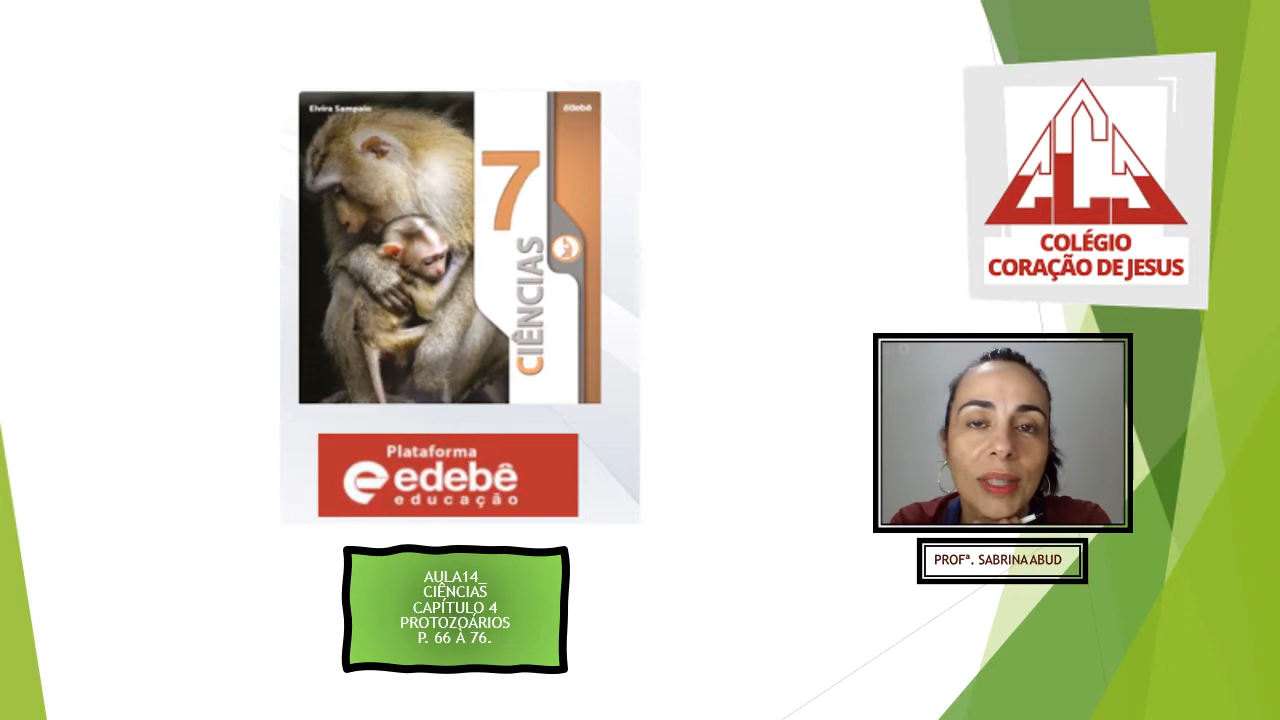 Elvira Sampaio
edebê
7
CIÊNCIAS
Plataforma
edebê
educação
AULA14_
CIÊNCIAS
CAPÍTULO 4
PROTOZOÁRIOS
P. 66 À 76.
CCJ
COLÉGIO
CORAÇÃO DE JESUS
PROFª. SABRINA ABUD